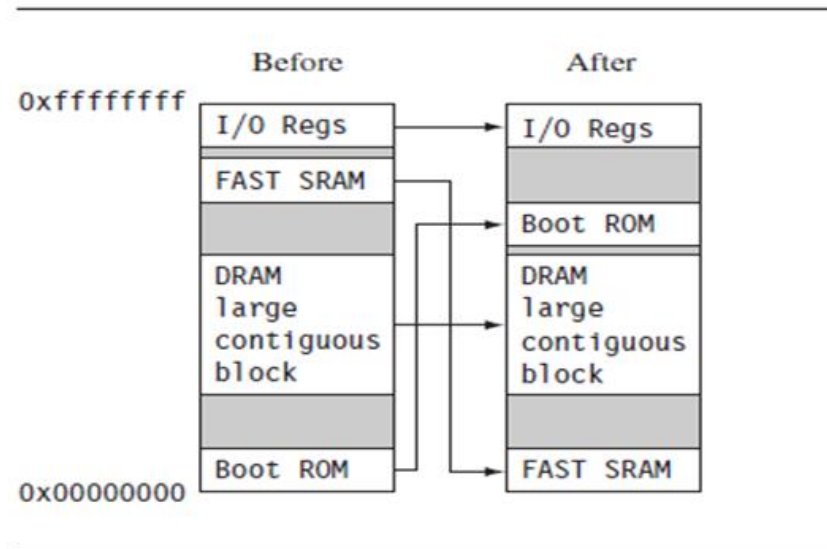 Before
After
0xffffffff
I/O Regs
I/O Regs
FAST SRAM
Boot ROM
DRAM
large
contiguous
block
DRAM
large
contiguous
block
Boot ROM
FAST SRAM
0x00000000